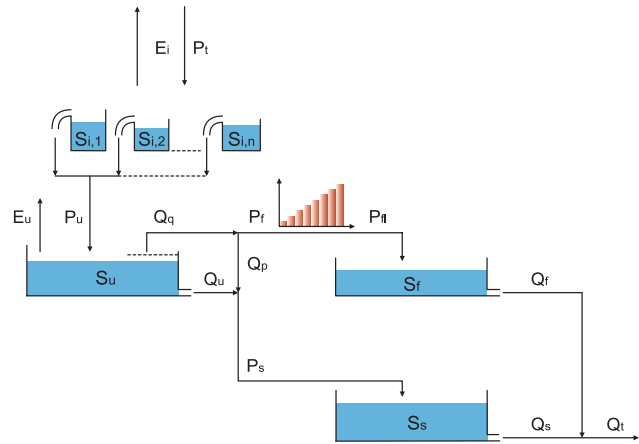 Ei Pt
Si,1 Si,2 Si,n
Eu Pu Qq Pf Pfl
Su Qu Qp Sf Qf
Ps
Ss Qs Qt